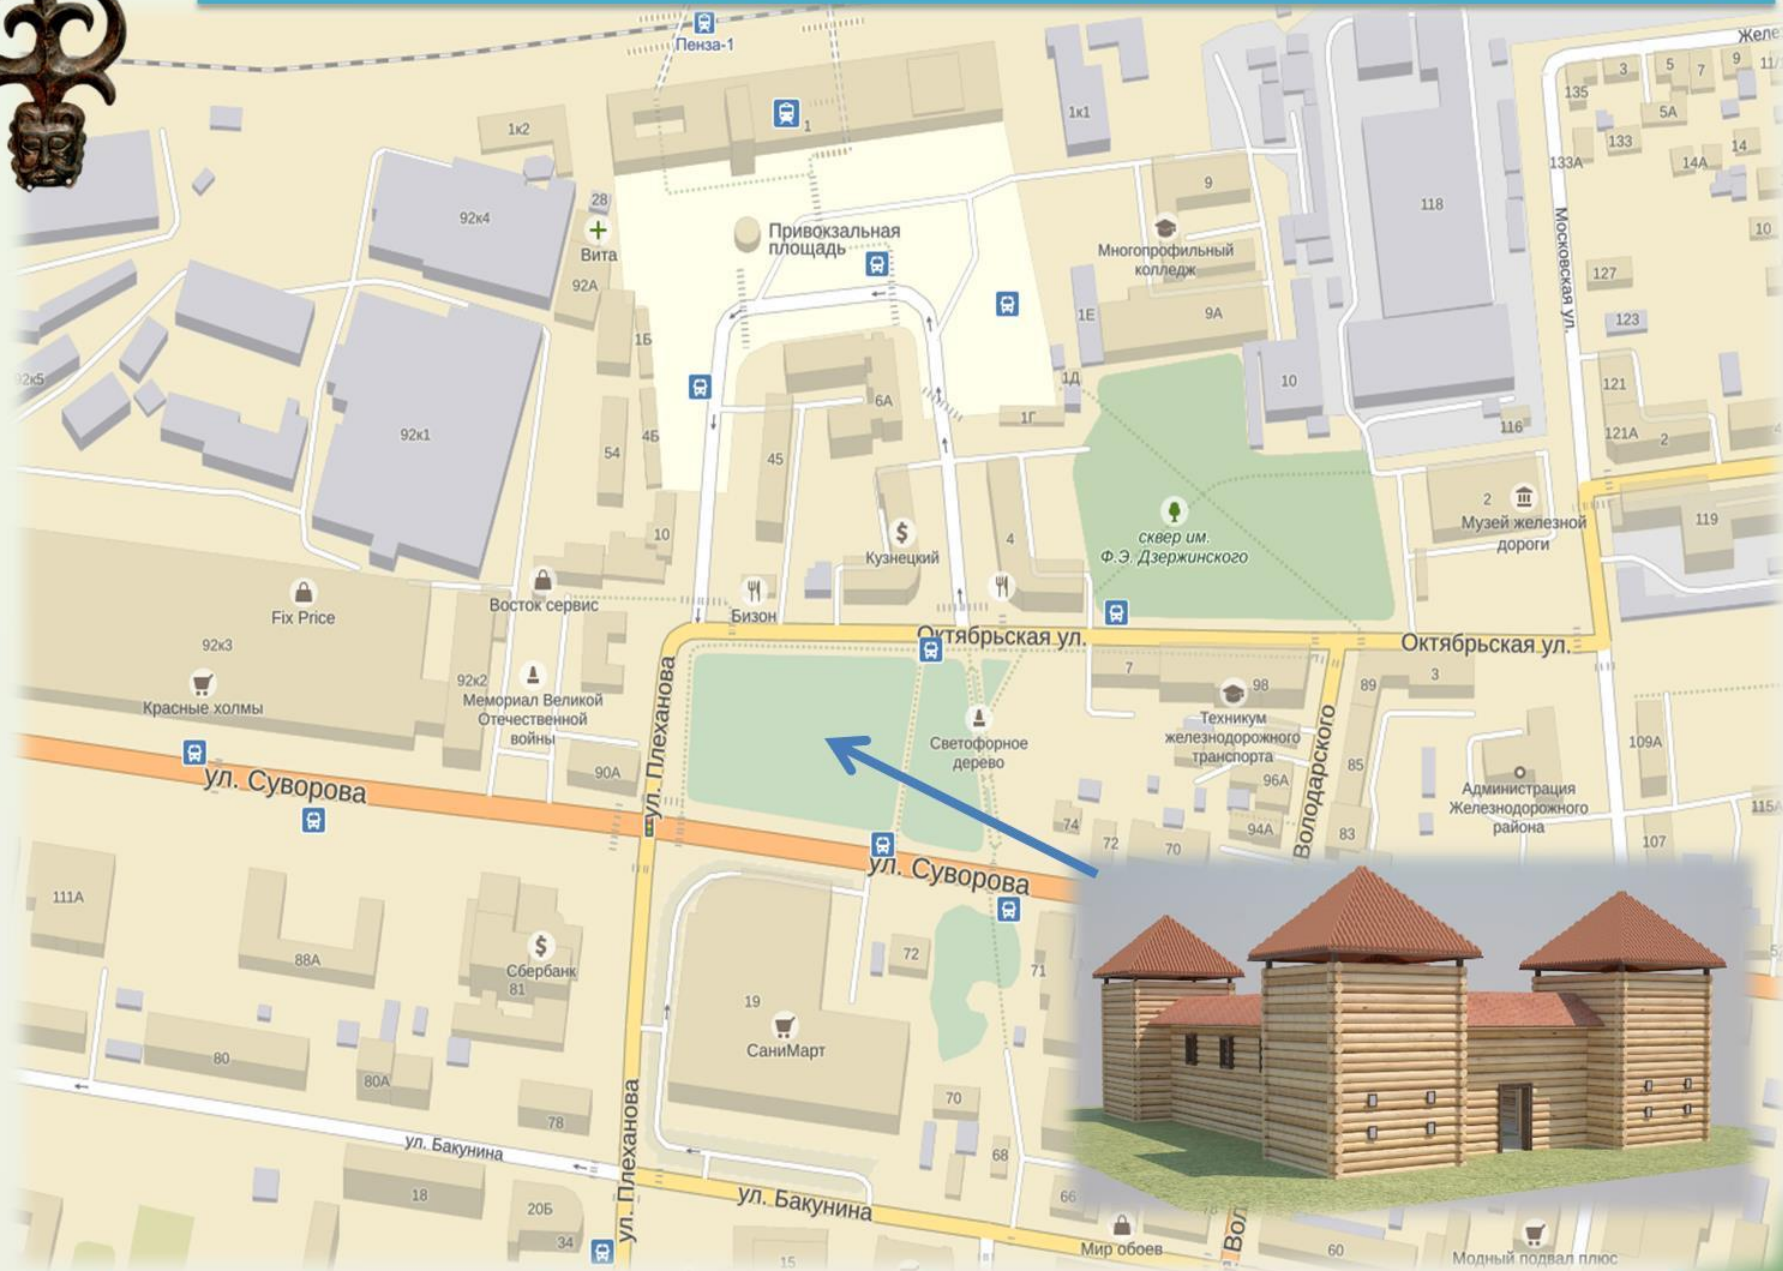 Пенза-1
Желе
1к2
1
1к1
135
3
5
7
9
11/
5А
133
133А
14А
14
92к4
28
Вита
92А
Привокзальная
площадь
9
Многопрофильный
колледж
118
Московская ул.
10
127
123
1Е
9А
1Б
92к5
92к1
54
4Б
45
6А
1Д
1Г
10
116
121
121А
2
10
Кузнецкий
4
сквер им.
Ф.Э. Дзержинского
2
Музей железной
дороги
119
Fix Price
Восток сервис
Бизон
92к3
Октябрьская ул.
Октябрьская ул.
Красные холмы
92к2
Мемориал Великой
Отечественной
войны
ул. Плеханова
Светофорное
дерево
7
98
Техникум
железнодорожного
транспорта
89
3
109А
Володарского
85
96А
94А
83
Администрация
Железнодорожного
района
115А
107
ул. Суворова
90А
74
72
70
ул. Суворова
111А
88А
Сбербанк
81
72
71
19
СаниМарт
80
80А
78
70
68
66
ул. Бакунина
ул. Плеханова
ул. Бакунина
18
20Б
34
15
Мир обоев
Вол
60
Модный подвал плюс